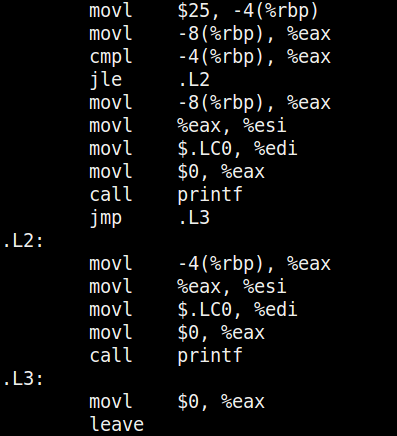 movl $25, -4(%rbp)
movl -8(%rbp), %eax
cmpl -4(%rbp), %eax
jle .L2
movl -8(%rbp), %eax
movl %eax, %esi
movl $.LC0, %edi
movl $0, %eax
call printf
jmp .L3
.L2:
movl -4(%rbp), %eax
movl %eax, %esi
movl $.LC0, %edi
movl $0, %eax
call printf
.L3:
movl $0, %eax
leave